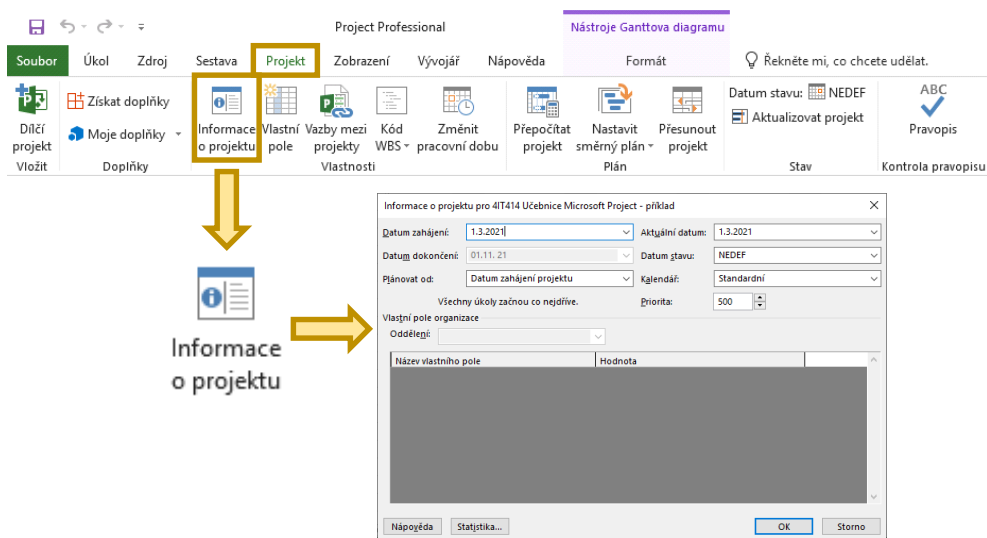 Project Professional
Nástroje Ganttova diagramu
Soubor Úkol Zdroj Sestava Projekt Zobrazení Vývojář Nápověda Formát Řekněte mi, co chcete udělat.
Dílčí projekt
Vložit
Získat doplňky
Moje doplňky
Doplňky
Informace o projektu
Vlastní pole
Vazby mezi projekty
Kód WBS
Změnit pracovní dobu
Vlastnosti
Přepočítat projekt
Nastavit směrný plán
Přesunout projekt
Plán
Datum stavu: NEDEF
Aktualizovat projekt
Stav
ABC
Pravopis
Kontrola pravopisu
Informace
o projektu
Informace o projektu pro 4IT414 Učebnice Microsoft Project - příklad
Datum zahájení: 1.3.2021 Aktuální datum: 1.3.2021
Datum dokončení: 01.11. 21 Datum stavu: NEDEF
Plánovat od: Datum zahájení projektu Kalendář: Standardní
Všechny úkoly začnou co nejdříve. Priorita: 500
Vlastní pole organizace
Oddělení:
Název vlastního pole Hodnota
Nápověda Statistika... OK Storno